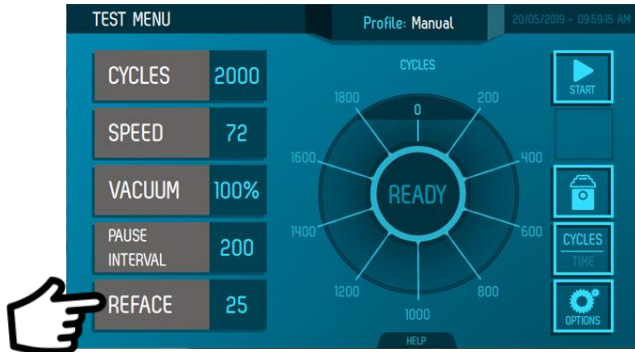 TEST MENU
Profile: Manual
20/05/2019 - 09:59:15 AM
CYCLES 2000
SPEED 72
VACUUM 100%
PAUSE
INTERVAL 200
REFACE 25
CYCLES
0
200
400
600
800
1000
1200
1400
1600
1800
READY
START
CYCLES
TIME
OPTIONS
HELP